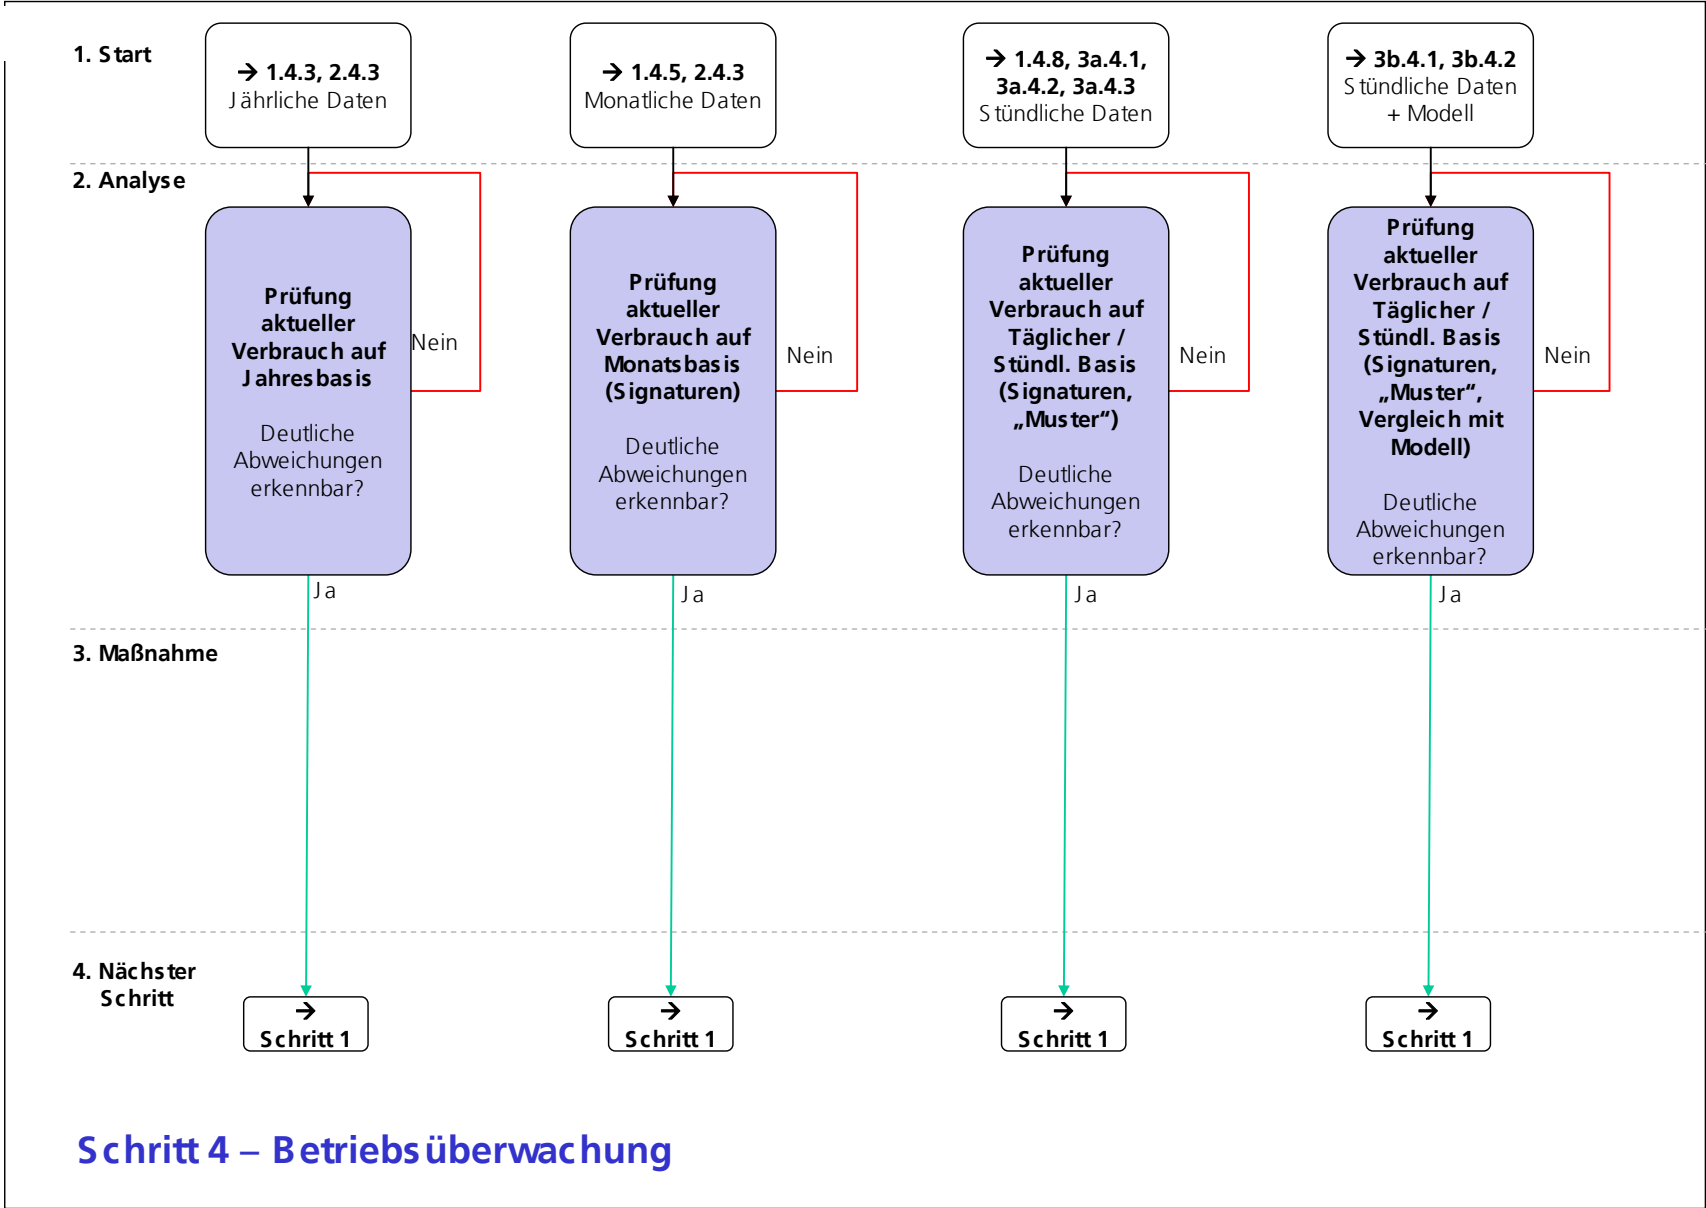 1. Start
→ 1.4.3, 2.4.3
Jährliche Daten
→ 1.4.5, 2.4.3
Monatliche Daten
→ 1.4.8, 3a.4.1,
3a.4.2, 3a.4.3
Stündliche Daten
→ 3b.4.1, 3b.4.2
Stündliche Daten
+ Modell
2. Analyse
Prüfung
aktueller
Verbrauch auf
Jahresbasis
Deutliche
Abweichungen
erkennbar?
Nein
Ja
Prüfung
aktueller
Verbrauch auf
Monatsbasis
(Signaturen)
Deutliche
Abweichungen
erkennbar?
Nein
Ja
Prüfung
aktueller
Verbrauch auf
Täglicher /
Stündl. Basis
(Signaturen,
„Muster“)
Deutliche
Abweichungen
erkennbar?
Nein
Ja
Prüfung
aktueller
Verbrauch auf
Täglicher /
Stündl. Basis
(Signaturen,
„Muster“,
Vergleich mit
Modell)
Deutliche
Abweichungen
erkennbar?
Nein
Ja
3. Maßnahme
4. Nächster
Schritt
→
Schritt 1
→
Schritt 1
→
Schritt 1
→
Schritt 1
Schritt 4 – Betriebsüberwachung